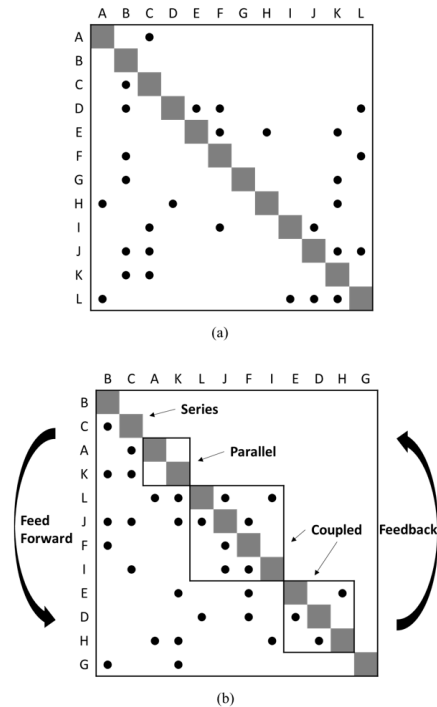 A B C D E F G H I J K L
A
B
C
D
E
F
G
H
I
J
K
L
(a)
B C A K L J F I E D H G
B
C
Series
A
Parallel
K
L
J
Feed
Forward
Coupled
Feedback
F
I
E
D
H
G
(b)